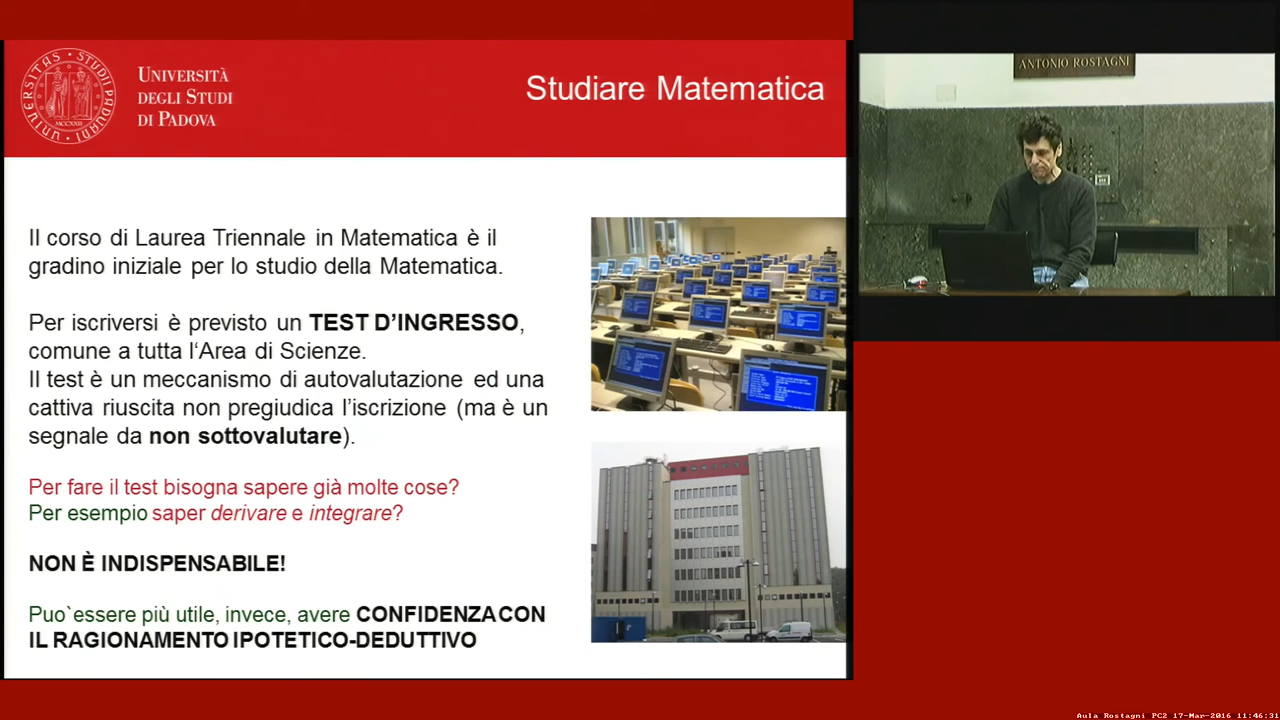 UNIVERSITAS STUDII PADUANI
MCCXXII
UNIVERSITÀ
DEGLI STUDI
DI PADOVA
Studiare Matematica
Il corso di Laurea Triennale in Matematica è il
gradino iniziale per lo studio della Matematica.
Per iscriversi è previsto un TEST D'INGRESSO,
comune a tutta l'Area di Scienze.
Il test è un meccanismo di autovalutazione ed una
cattiva riuscita non pregiudica l'iscrizione (ma è un
segnale da non sottovalutare).
Per fare il test bisogna sapere già molte cose?
Per esempio saper derivare e integrare?
NON È INDISPENSABILE!
Puo`essere più utile, invece, avere CONFIDENZA CON
IL RAGIONAMENTO IPOTETICO-DEDUTTIVO
ANTONIO ROSTAGNI
Aula Rostagni PC2 17-Mar-2016 11:46:31